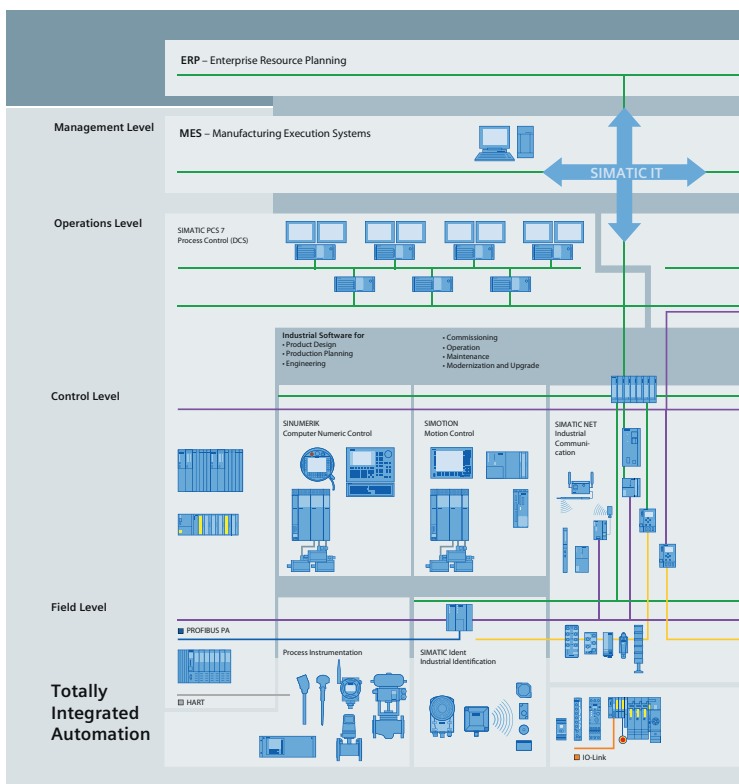 ERP – Enterprise Resource Planning
Management Level
MES – Manufacturing Execution Systems
SIMATIC IT
Operations Level
SIMATIC PCS 7
Process Control (DCS)
Industrial Software for
• Product Design
• Production Planning
• Engineering
• Commissioning
• Operation
• Maintenance
• Modernization and Upgrade
Control Level
SINUMERIK
Computer Numeric Control
SIMOTION
Motion Control
SIMATIC NET
Industrial
Communi-
cation
Field Level
PROFIBUS PA
Process Instrumentation
SIMATIC Ident
Industrial Identification
HART
Totally
Integrated
Automation
IO-Link